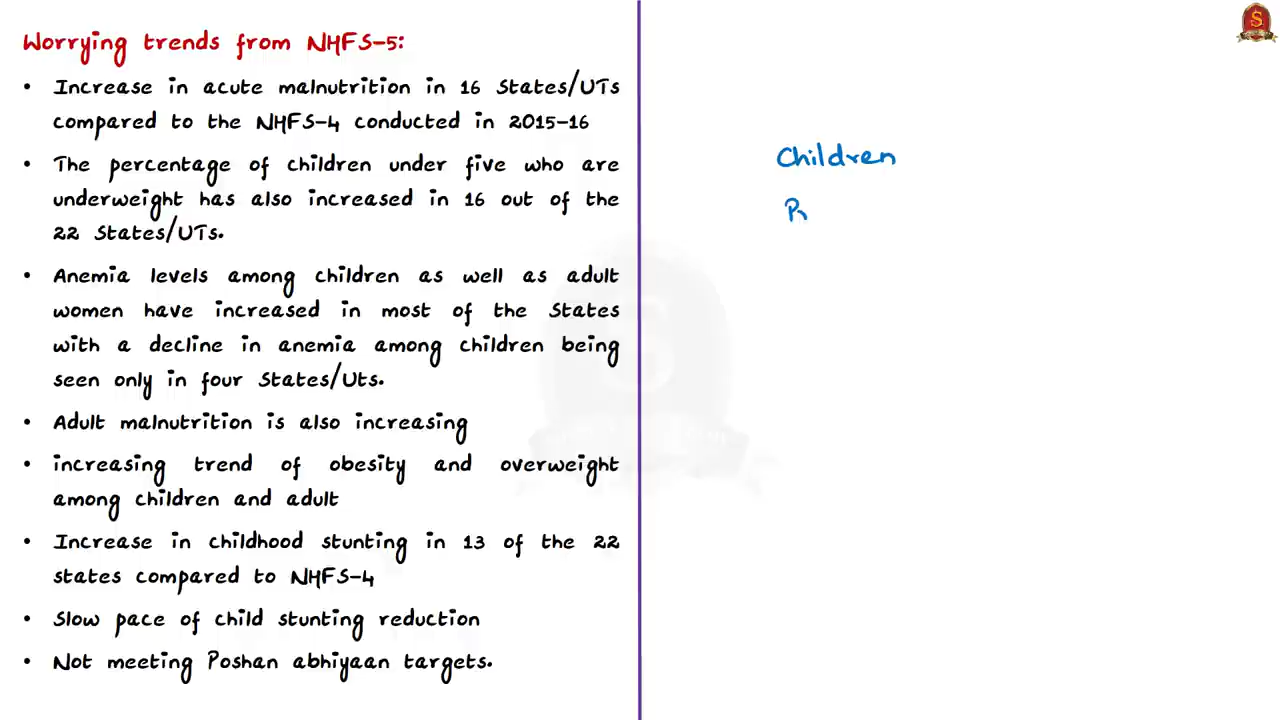 Worrying trends from NHFS-5:
• Increase in acute malnutrition in 16 States/UTs
compared to the NHFS-4 conducted in 2015-16
• The percentage of children under five who are
underweight has also increased in 16 out of the
22 States/UTs.
• Anemia levels among children as well as adult
women have increased in most of the States
with a decline in anemia among children being
seen only in four States/Uts.
• Adult malnutrition is also increasing
• increasing trend of obesity and overweight
among children and adult
• Increase in childhood stunting in 13 of the 22
states compared to NHFS-4
• Slow pace of child stunting reduction
• Not meeting Poshan abhiyaan targets.
Children